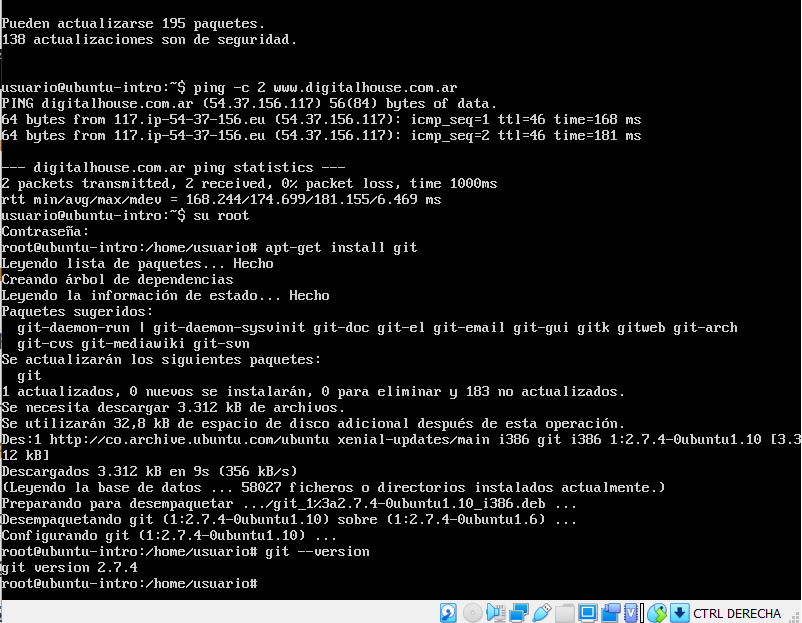 Pueden actualizarse 195 paquetes.
138 actualizaciones son de seguridad.
usuario@ubuntu-intro:~$ ping -c 2 www.digitalhouse.com.ar
PING digitalhouse.com.ar (54.37.156.117) 56(84) bytes of data.
64 bytes from 117.ip-54-37-156.eu (54.37.156.117): icmp_seq=1 ttl=46 time=168 ms
64 bytes from 117.ip-54-37-156.eu (54.37.156.117): icmp_seq=2 ttl=46 time=181 ms
--- digitalhouse.com.ar ping statistics ---
2 packets transmitted, 2 received, 0% packet loss, time 1000ms
rtt min/avg/max/mdev = 168.244/174.699/181.155/6.469 ms
usuario@ubuntu-intro:~$ su root
Contraseña:
root@ubuntu-intro:/home/usuario# apt-get install git
Leyendo lista de paquetes... Hecho
Creando árbol de dependencias
Leyendo la información de estado... Hecho
Paquetes sugeridos:
  git-daemon-run | git-daemon-sysvinit git-doc git-el git-email git-gui gitk gitweb git-arch
  git-cvs git-mediawiki git-svn
Se actualizarán los siguientes paquetes:
  git
1 actualizados, 0 nuevos se instalarán, 0 para eliminar y 183 no actualizados.
Se necesita descargar 3.312 kB de archivos.
Se utilizarán 32,8 kB de espacio de disco adicional después de esta operación.
Des:1 http://co.archive.ubuntu.com/ubuntu xenial-updates/main i386 git i386 1:2.7.4-0ubuntu1.10 [3.3
12 kB]
Descargados 3.312 kB en 9s (356 kB/s)
(Leyendo la base de datos ... 58027 ficheros o directorios instalados actualmente.)
Preparando para desempaquetar .../git_1%3a2.7.4-0ubuntu1.10_i386.deb ...
Desempaquetando git (1:2.7.4-0ubuntu1.10) sobre (1:2.7.4-0ubuntu1.6) ...
Configurando git (1:2.7.4-0ubuntu1.10) ...
root@ubuntu-intro:/home/usuario# git --version
git version 2.7.4
root@ubuntu-intro:/home/usuario#
CTRL DERECHA